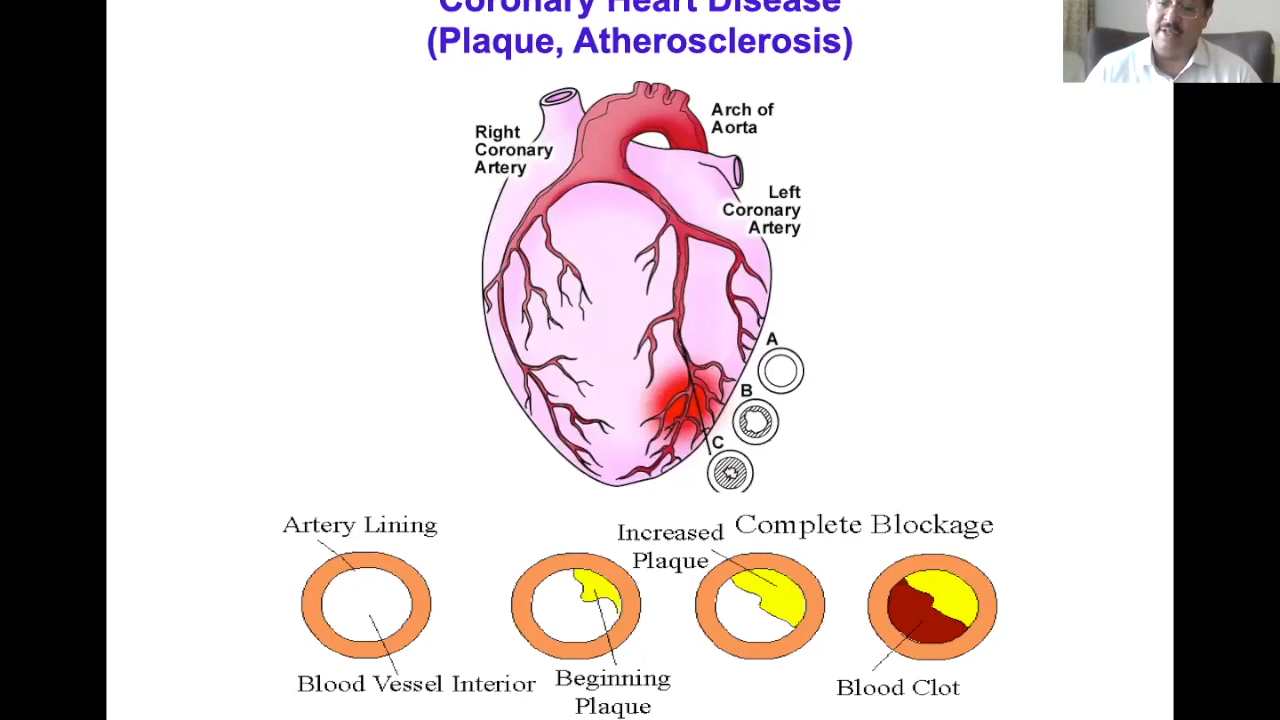 Coronary Heart Disease
(Plaque, Atherosclerosis)
Arch of
Aorta
Right
Coronary
Artery
Left
Coronary
Artery
A
B
C
Artery Lining
Increased
Plaque
Complete Blockage
Blood Vessel Interior
Beginning
Plaque
Blood Clot